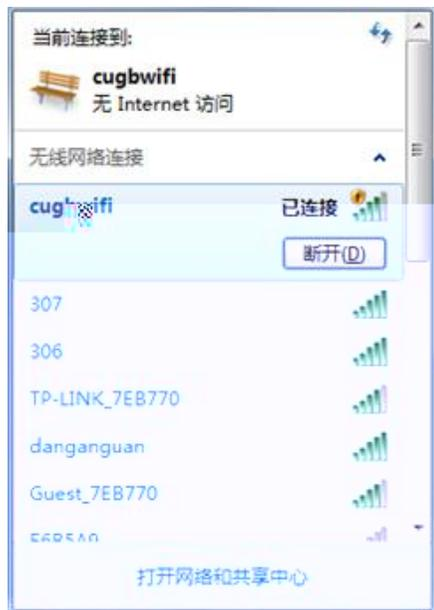 当前连接到:
cugbwifi
无 Internet 访问
无线网络连接
cugbwifi 已连接
断开(D)
307
306
TP-LINK_7EB770
danganguan
Guest_7EB770
打开网络和共享中心